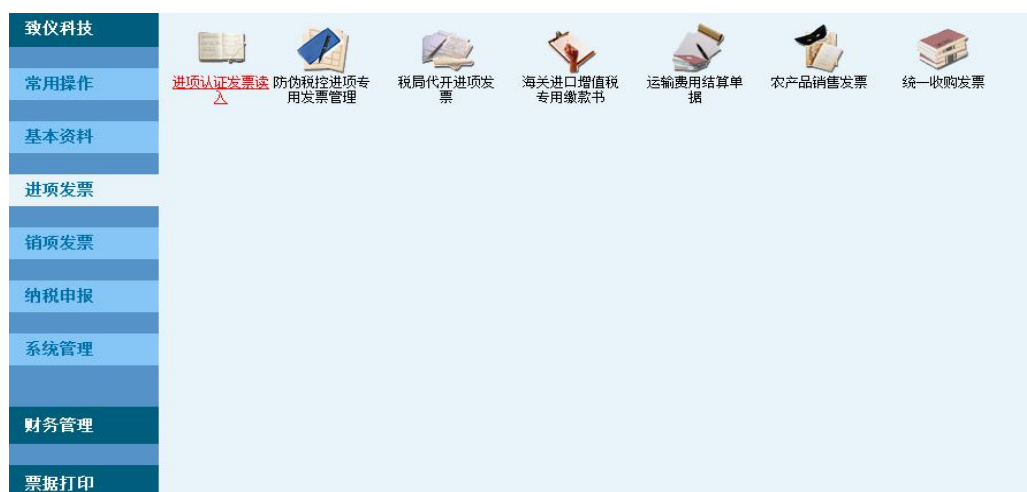 致仪科技
常用操作
基本资料
进项发票
销项发票
纳税申报
系统管理
财务管理
票据打印
进项认证发票读
入
防伪税控进项专
用发票管理
税局代开进项发
票
海关进口增值税
专用缴款书
运输费用结算单
据
农产品销售发票
统一收购发票